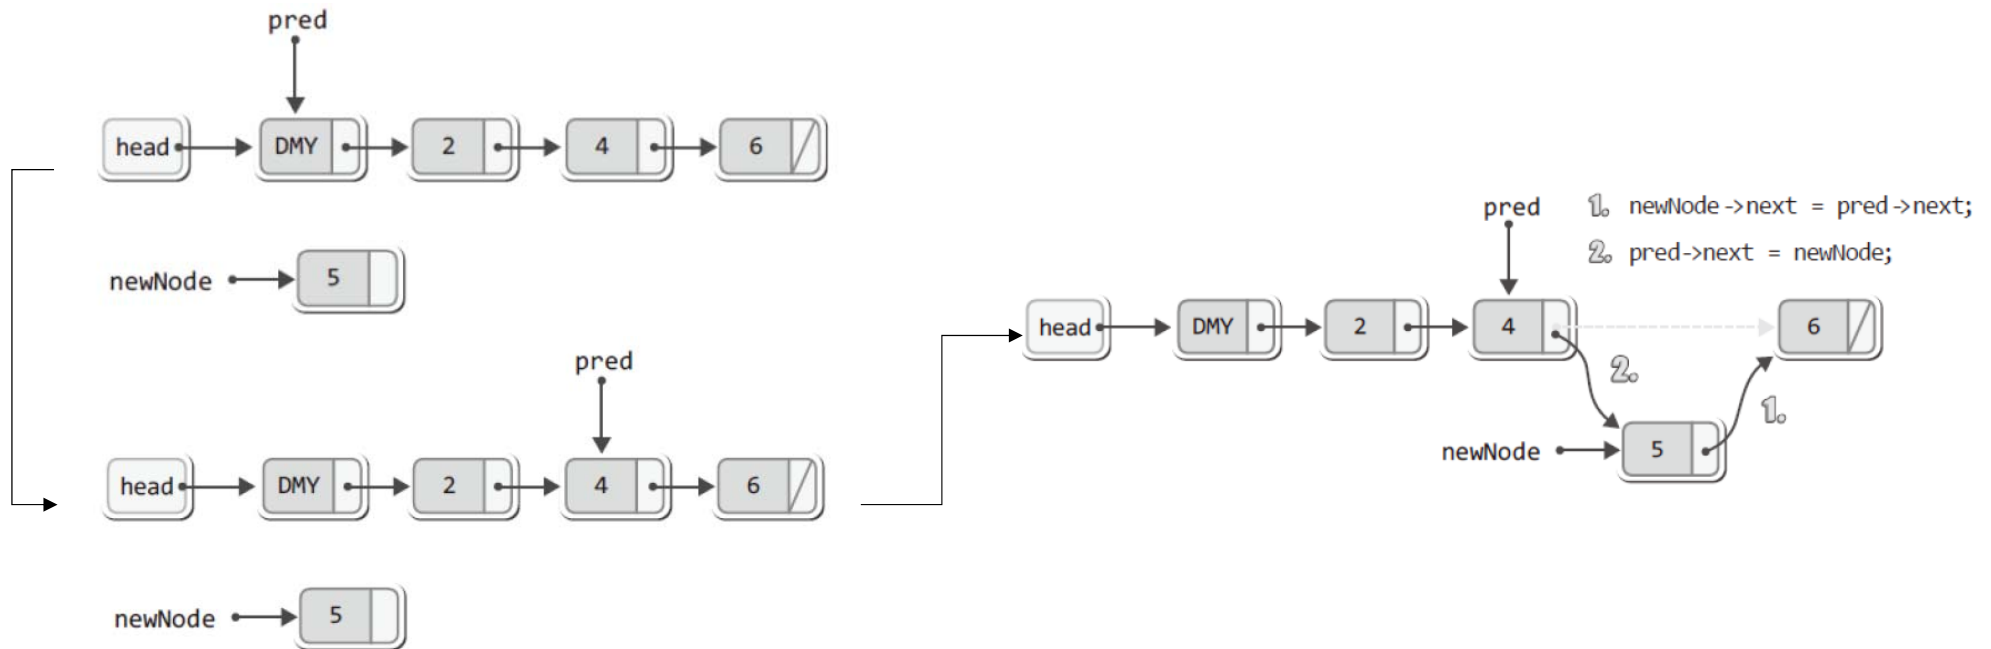 pred
head DMY 2 4 6
newNode 5
pred
head DMY 2 4 6
newNode 5
pred
1. newNode->next = pred->next;
2. pred->next = newNode;
head DMY 2 4 6
2.
1.
newNode 5